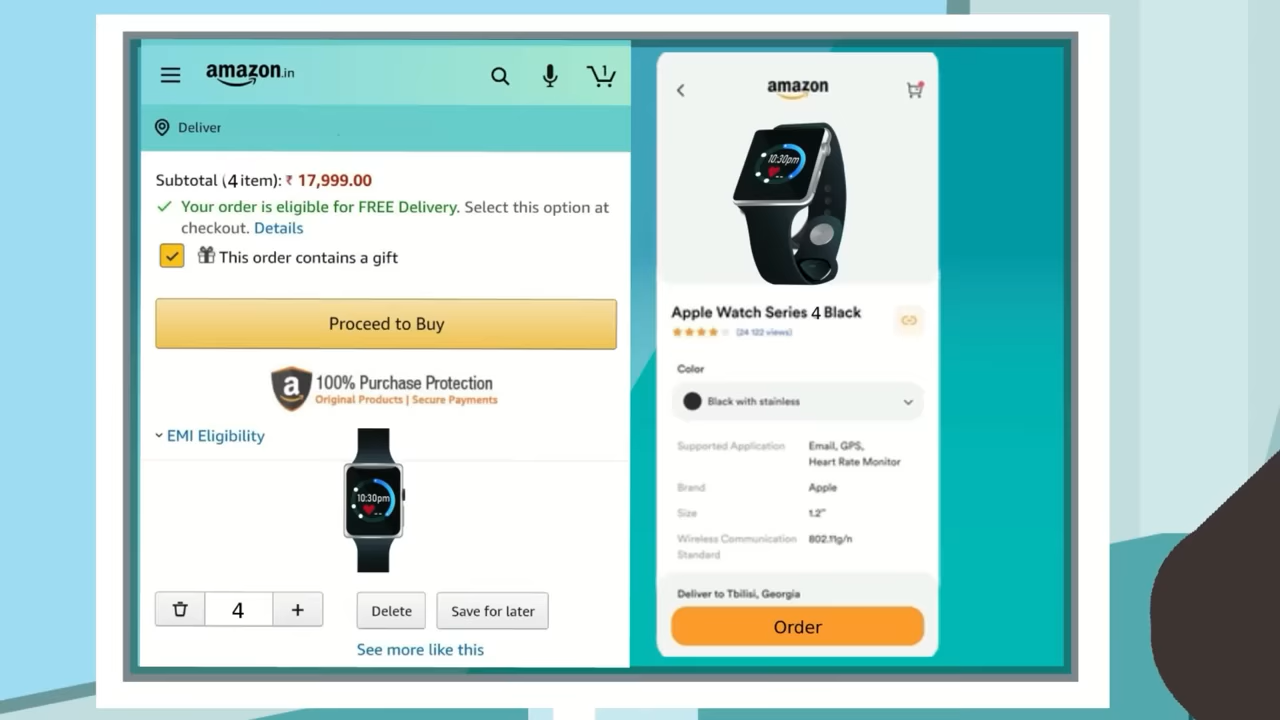 amazon.in
1
Deliver
Subtotal (4 item): ₹ 17,999.00
Your order is eligible for FREE Delivery. Select this option at
checkout. Details
This order contains a gift
Proceed to Buy
a
100% Purchase Protection
Original Products | Secure Payments
EMI Eligibility
10:30pm
4
+
Delete
Save for later
See more like this
amazon
10:30pm
Apple Watch Series 4 Black
(24 122 views)
Color
Black with stainless
Supported Application Email, GPS,
Heart Rate Monitor
Brand Apple
Size 1.2"
Wireless Communication 802.11g/n
Standard
Deliver to Tbilisi, Georgia
Order